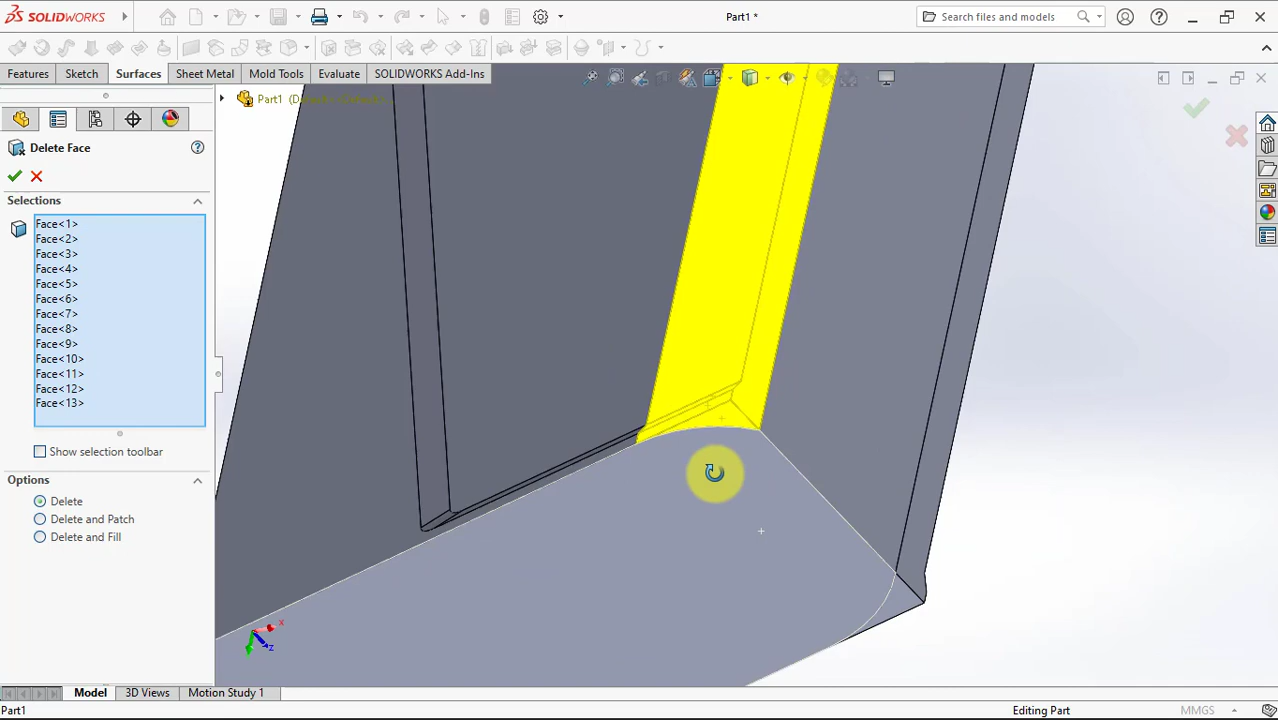 SOLIDWORKS
Part1 *
Search files and models
Features
Sketch
Surfaces
Sheet Metal
Mold Tools
Evaluate
SOLIDWORKS Add-Ins
Part1
Delete Face
Selections
Face<1>
Face<2>
Face<3>
Face<4>
Face<5>
Face<6>
Face<7>
Face<8>
Face<9>
Face<10>
Face<11>
Face<12>
Face<13>
Show selection toolbar
Options
Delete
Delete and Patch
Delete and Fill
x
z
Model
3D Views
Motion Study 1
Part1
Editing Part
MMGS